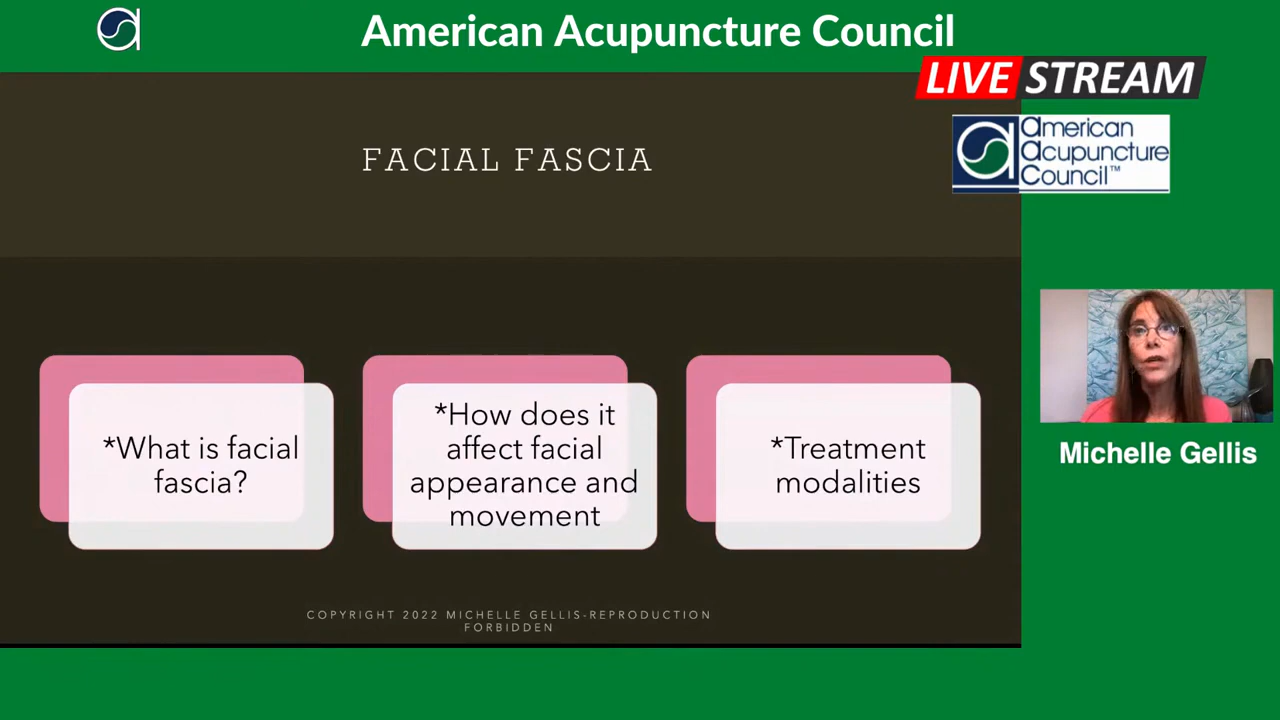 American Acupuncture Council
LIVE STREAM
american
acupuncture
Council™
FACIAL FASCIA
*What is facial
fascia?
*How does it
affect facial
appearance and
movement
*Treatment
modalities
Michelle Gellis
COPYRIGHT 2022 MICHELLE GELLIS-REPRODUCTION
FORBIDDEN